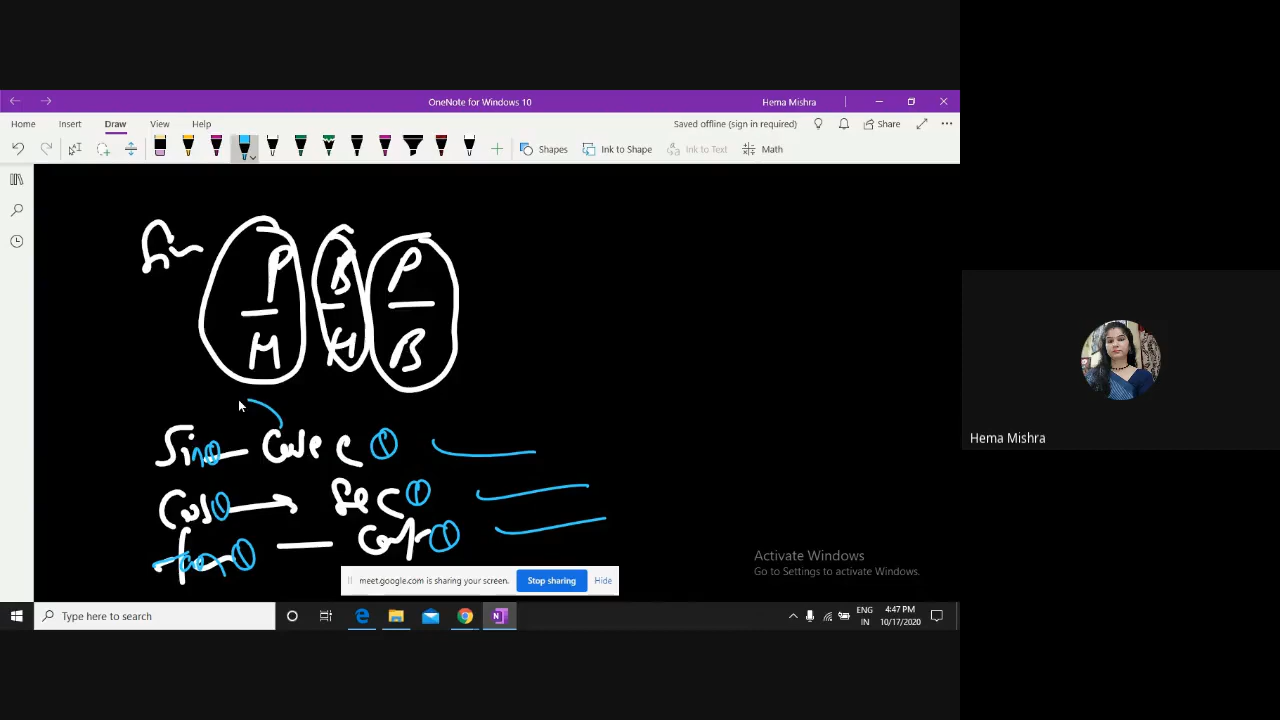 OneNote for Windows 10
Hema Mishra
Home Insert Draw View Help
Saved offline (sign in required) Share
Shapes Ink to Shape Ink to Text Math
Sin P/H B/H P/B
Sinθ — Cosec θ
Cosθ → Sec θ
tanθ — Cot θ
Hema Mishra
Activate Windows
Go to Settings to activate Windows.
meet.google.com is sharing your screen. Stop sharing Hide
Type here to search
ENG
IN
4:47 PM
10/17/2020